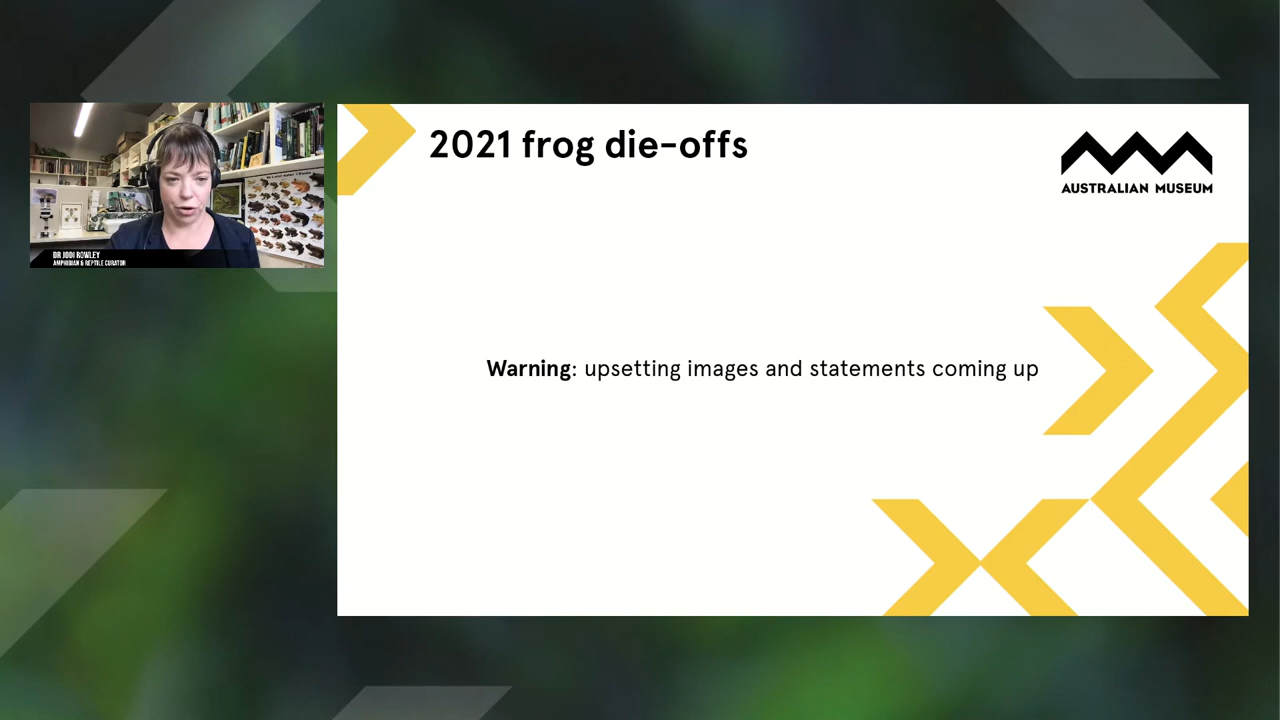 2021 frog die-offs
AUSTRALIAN MUSEUM
Warning: upsetting images and statements coming up
DR JODI ROWLEY
AMPHIBIAN & REPTILE CURATOR